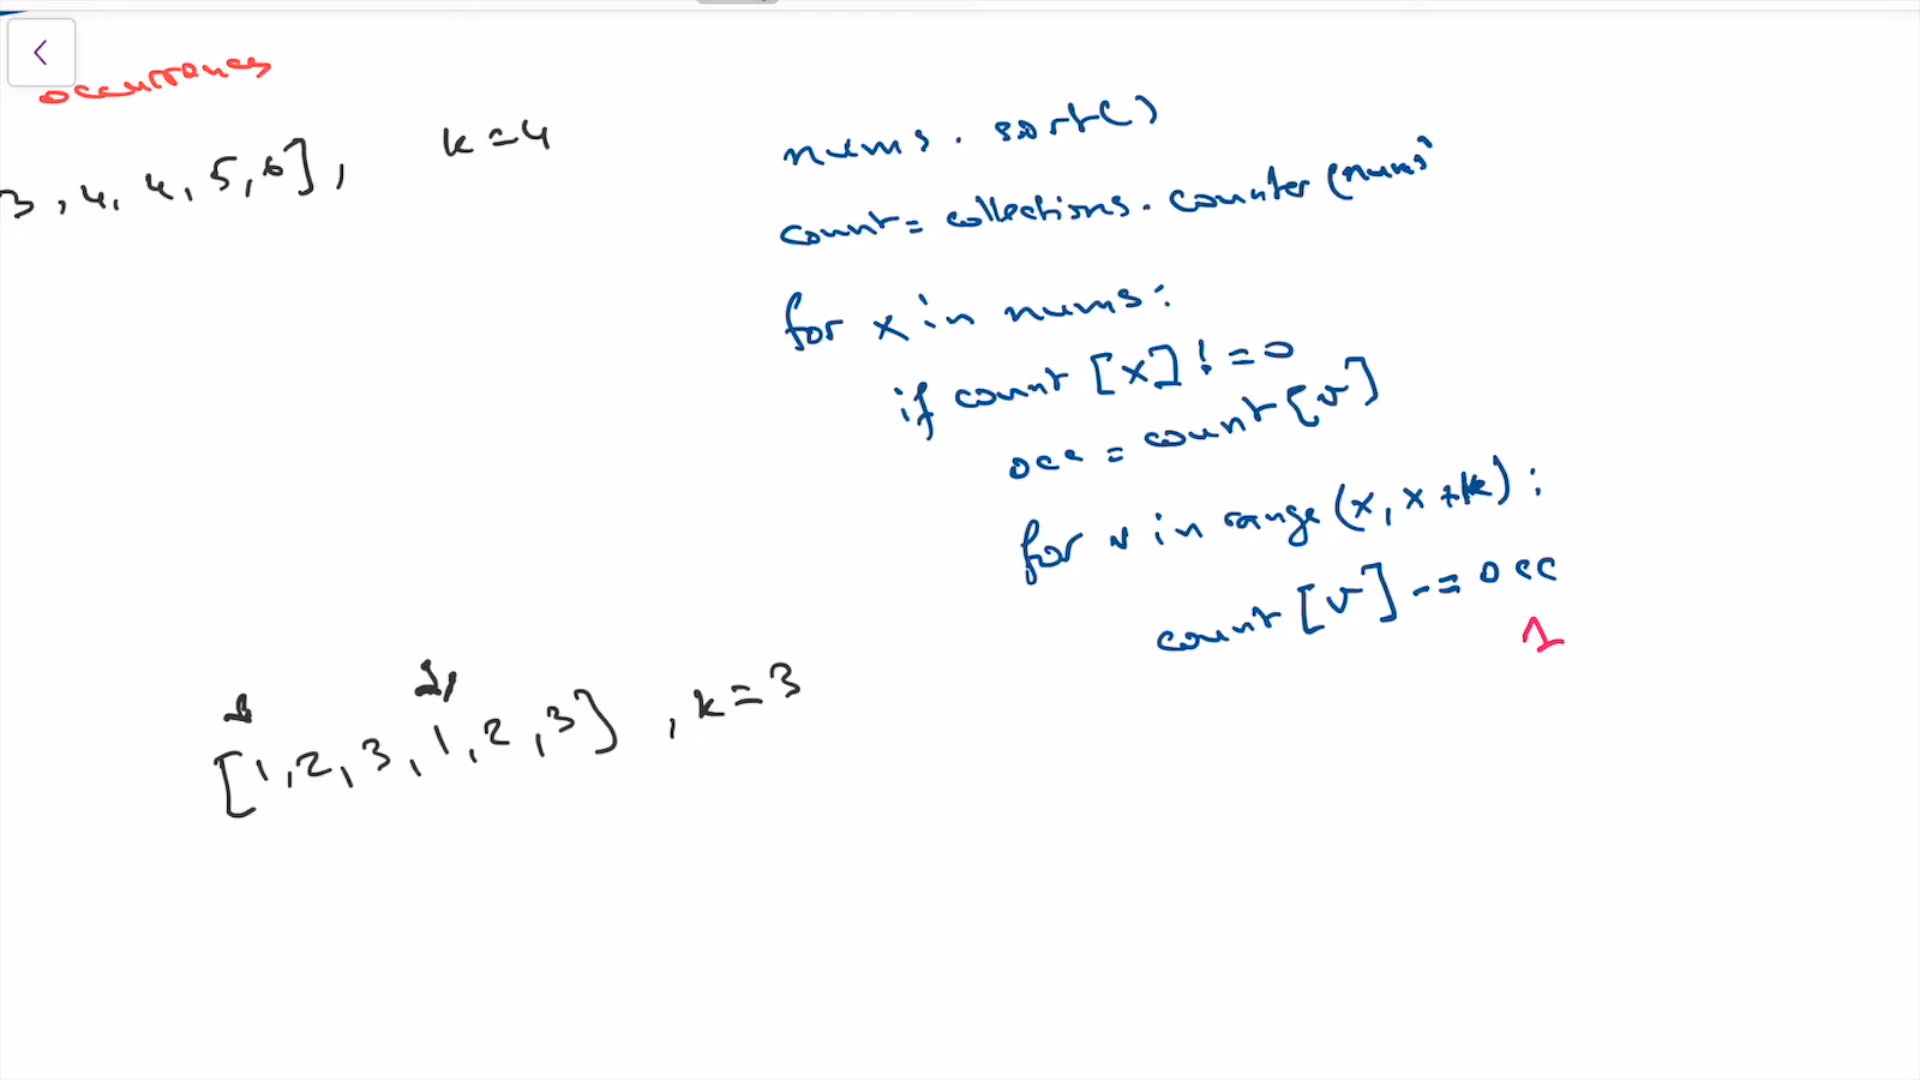 occurrences
3, 4, 4, 5, 6], k=4
nums. sort()
count= collections. counter (nums)
for x in nums:
if count [x] != 0
occ = count[v]
for v in range (x, x+k):
count [v] -= occ
1
[1, 2, 3, 1, 2, 3], k=3